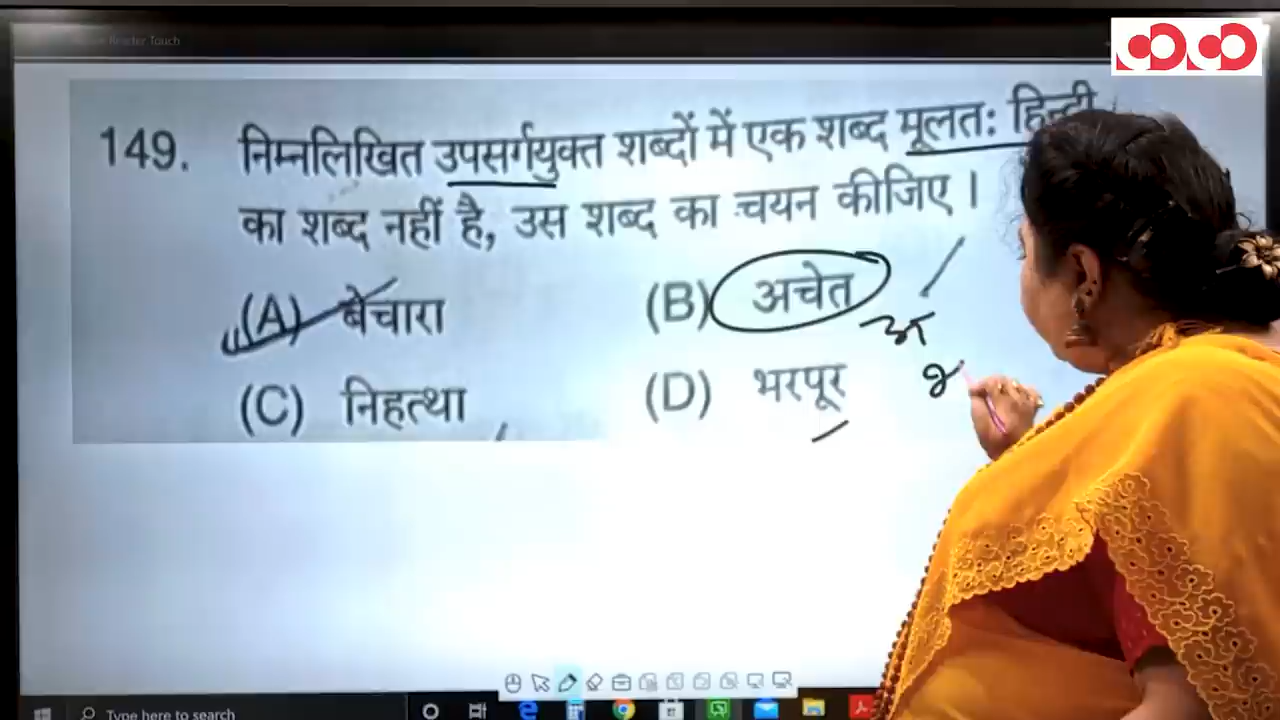 149. निम्नलिखित उपसर्गयुक्त शब्दों में एक शब्द मूलतः हिन्दी
का शब्द नहीं है, उस शब्द का चयन कीजिए ।
(A) बेचारा (B) अचेत
अ
(C) निहत्था (D) भरपूर
Type here to search